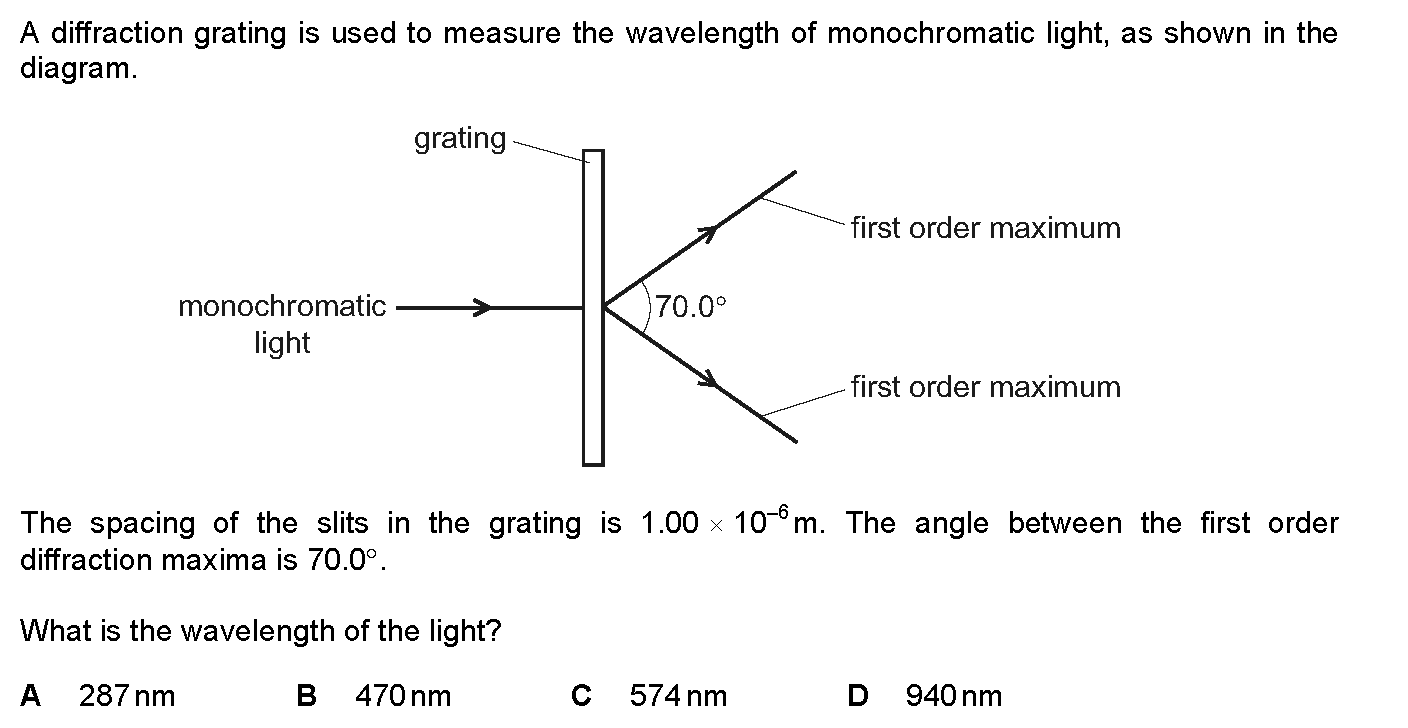 A diffraction grating is used to measure the wavelength of monochromatic light, as shown in the
diagram.
grating
first order maximum
monochromatic
light
70.0°
first order maximum
The spacing of the slits in the grating is 1.00 × 10⁻⁶ m. The angle between the first order
diffraction maxima is 70.0°.
What is the wavelength of the light?
A 287 nm B 470 nm C 574 nm D 940 nm